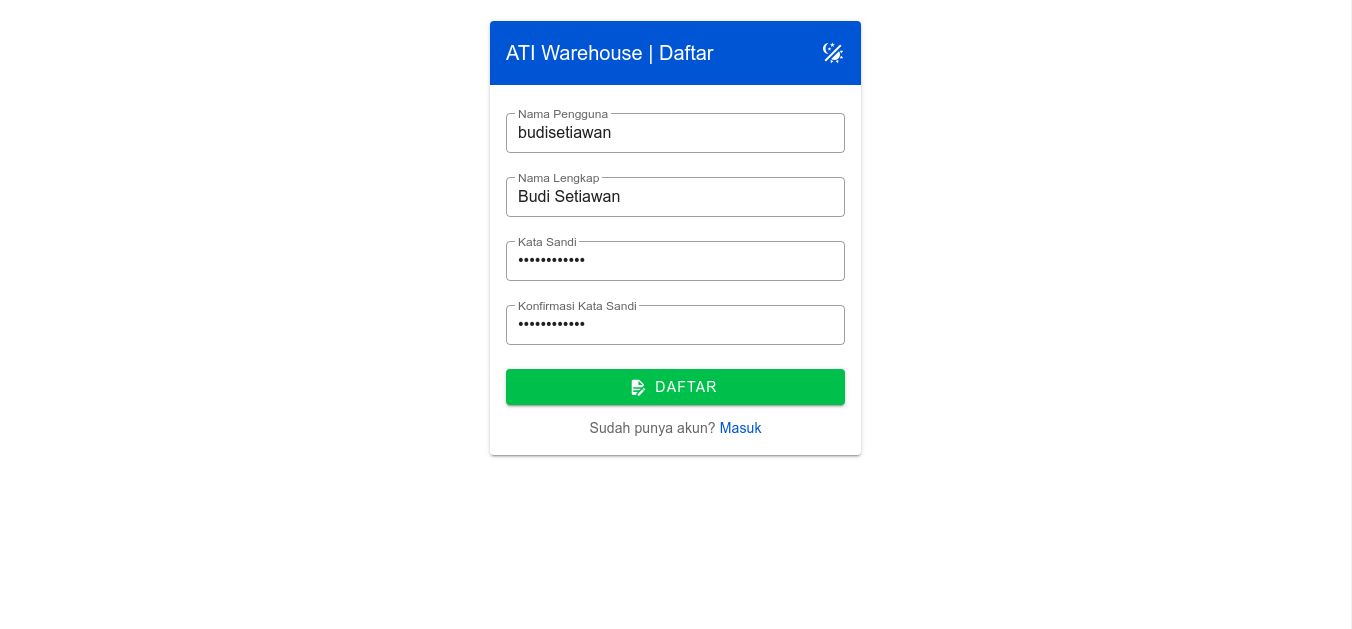 ATI Warehouse | Daftar
Nama Pengguna
budisetiawan
Nama Lengkap
Budi Setiawan
Kata Sandi
••••••••••••
Konfirmasi Kata Sandi
••••••••••••
DAFTAR
Sudah punya akun? Masuk